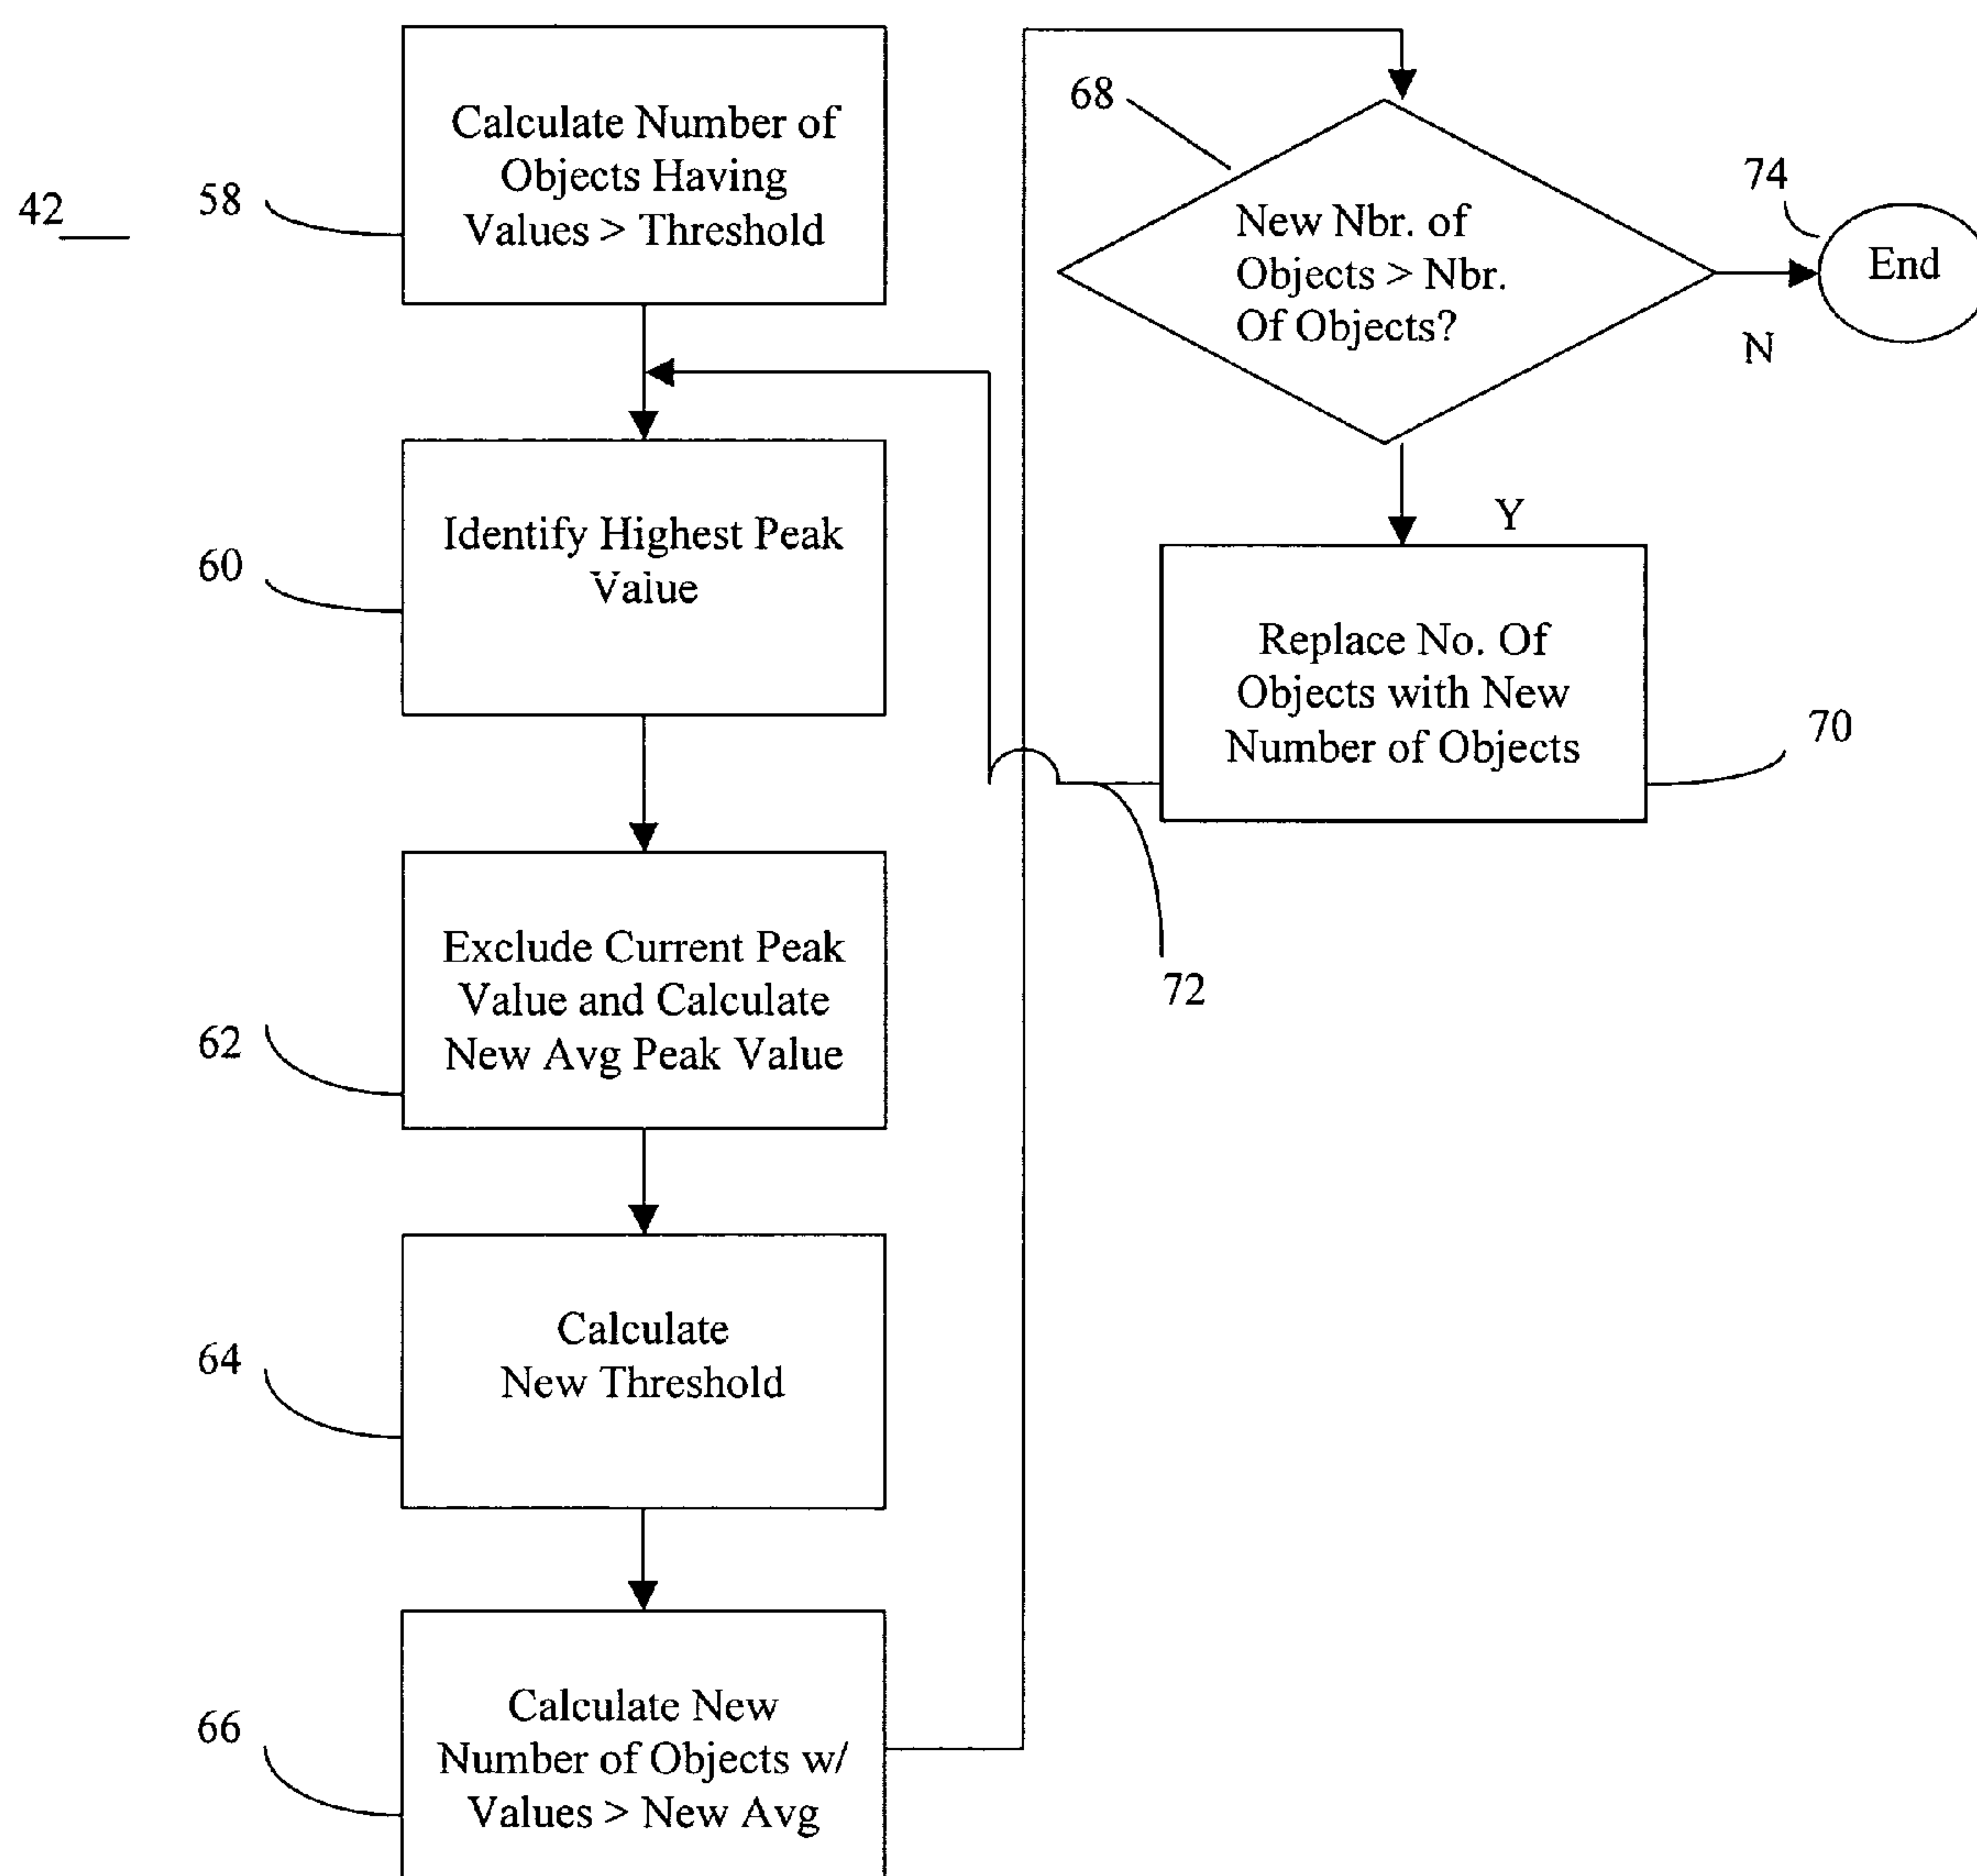 42
58
Calculate Number of
Objects Having
Values > Threshold
60
Identify Highest Peak
Value
62
Exclude Current Peak
Value and Calculate
New Avg Peak Value
64
Calculate
New Threshold
66
Calculate New
Number of Objects w/
Values > New Avg
68
New Nbr. of
Objects > Nbr.
Of Objects?
74
End
N
Y
Replace No. Of
Objects with New
Number of Objects
70
72